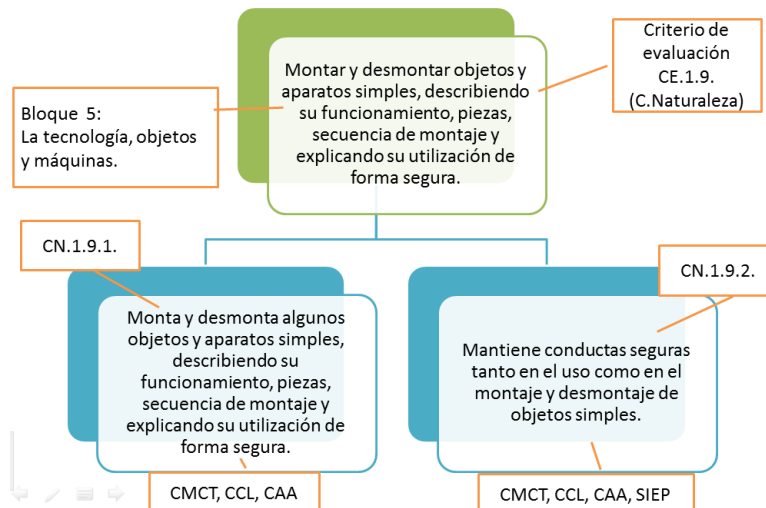 Criterio de
evaluación
CE.1.9.
(C.Naturaleza)
Montar y desmontar objetos y
aparatos simples, describiendo
su funcionamiento, piezas,
secuencia de montaje y
explicando su utilización de
forma segura.
Bloque 5:
La tecnología, objetos
y máquinas.
CN.1.9.1.
Monta y desmonta algunos
objetos y aparatos simples,
describiendo su
funcionamiento, piezas,
secuencia de montaje y
explicando su utilización de
forma segura.
CMCT, CCL, CAA
CN.1.9.2.
Mantiene conductas seguras
tanto en el uso como en el
montaje y desmontaje de
objetos simples.
CMCT, CCL, CAA, SIEP